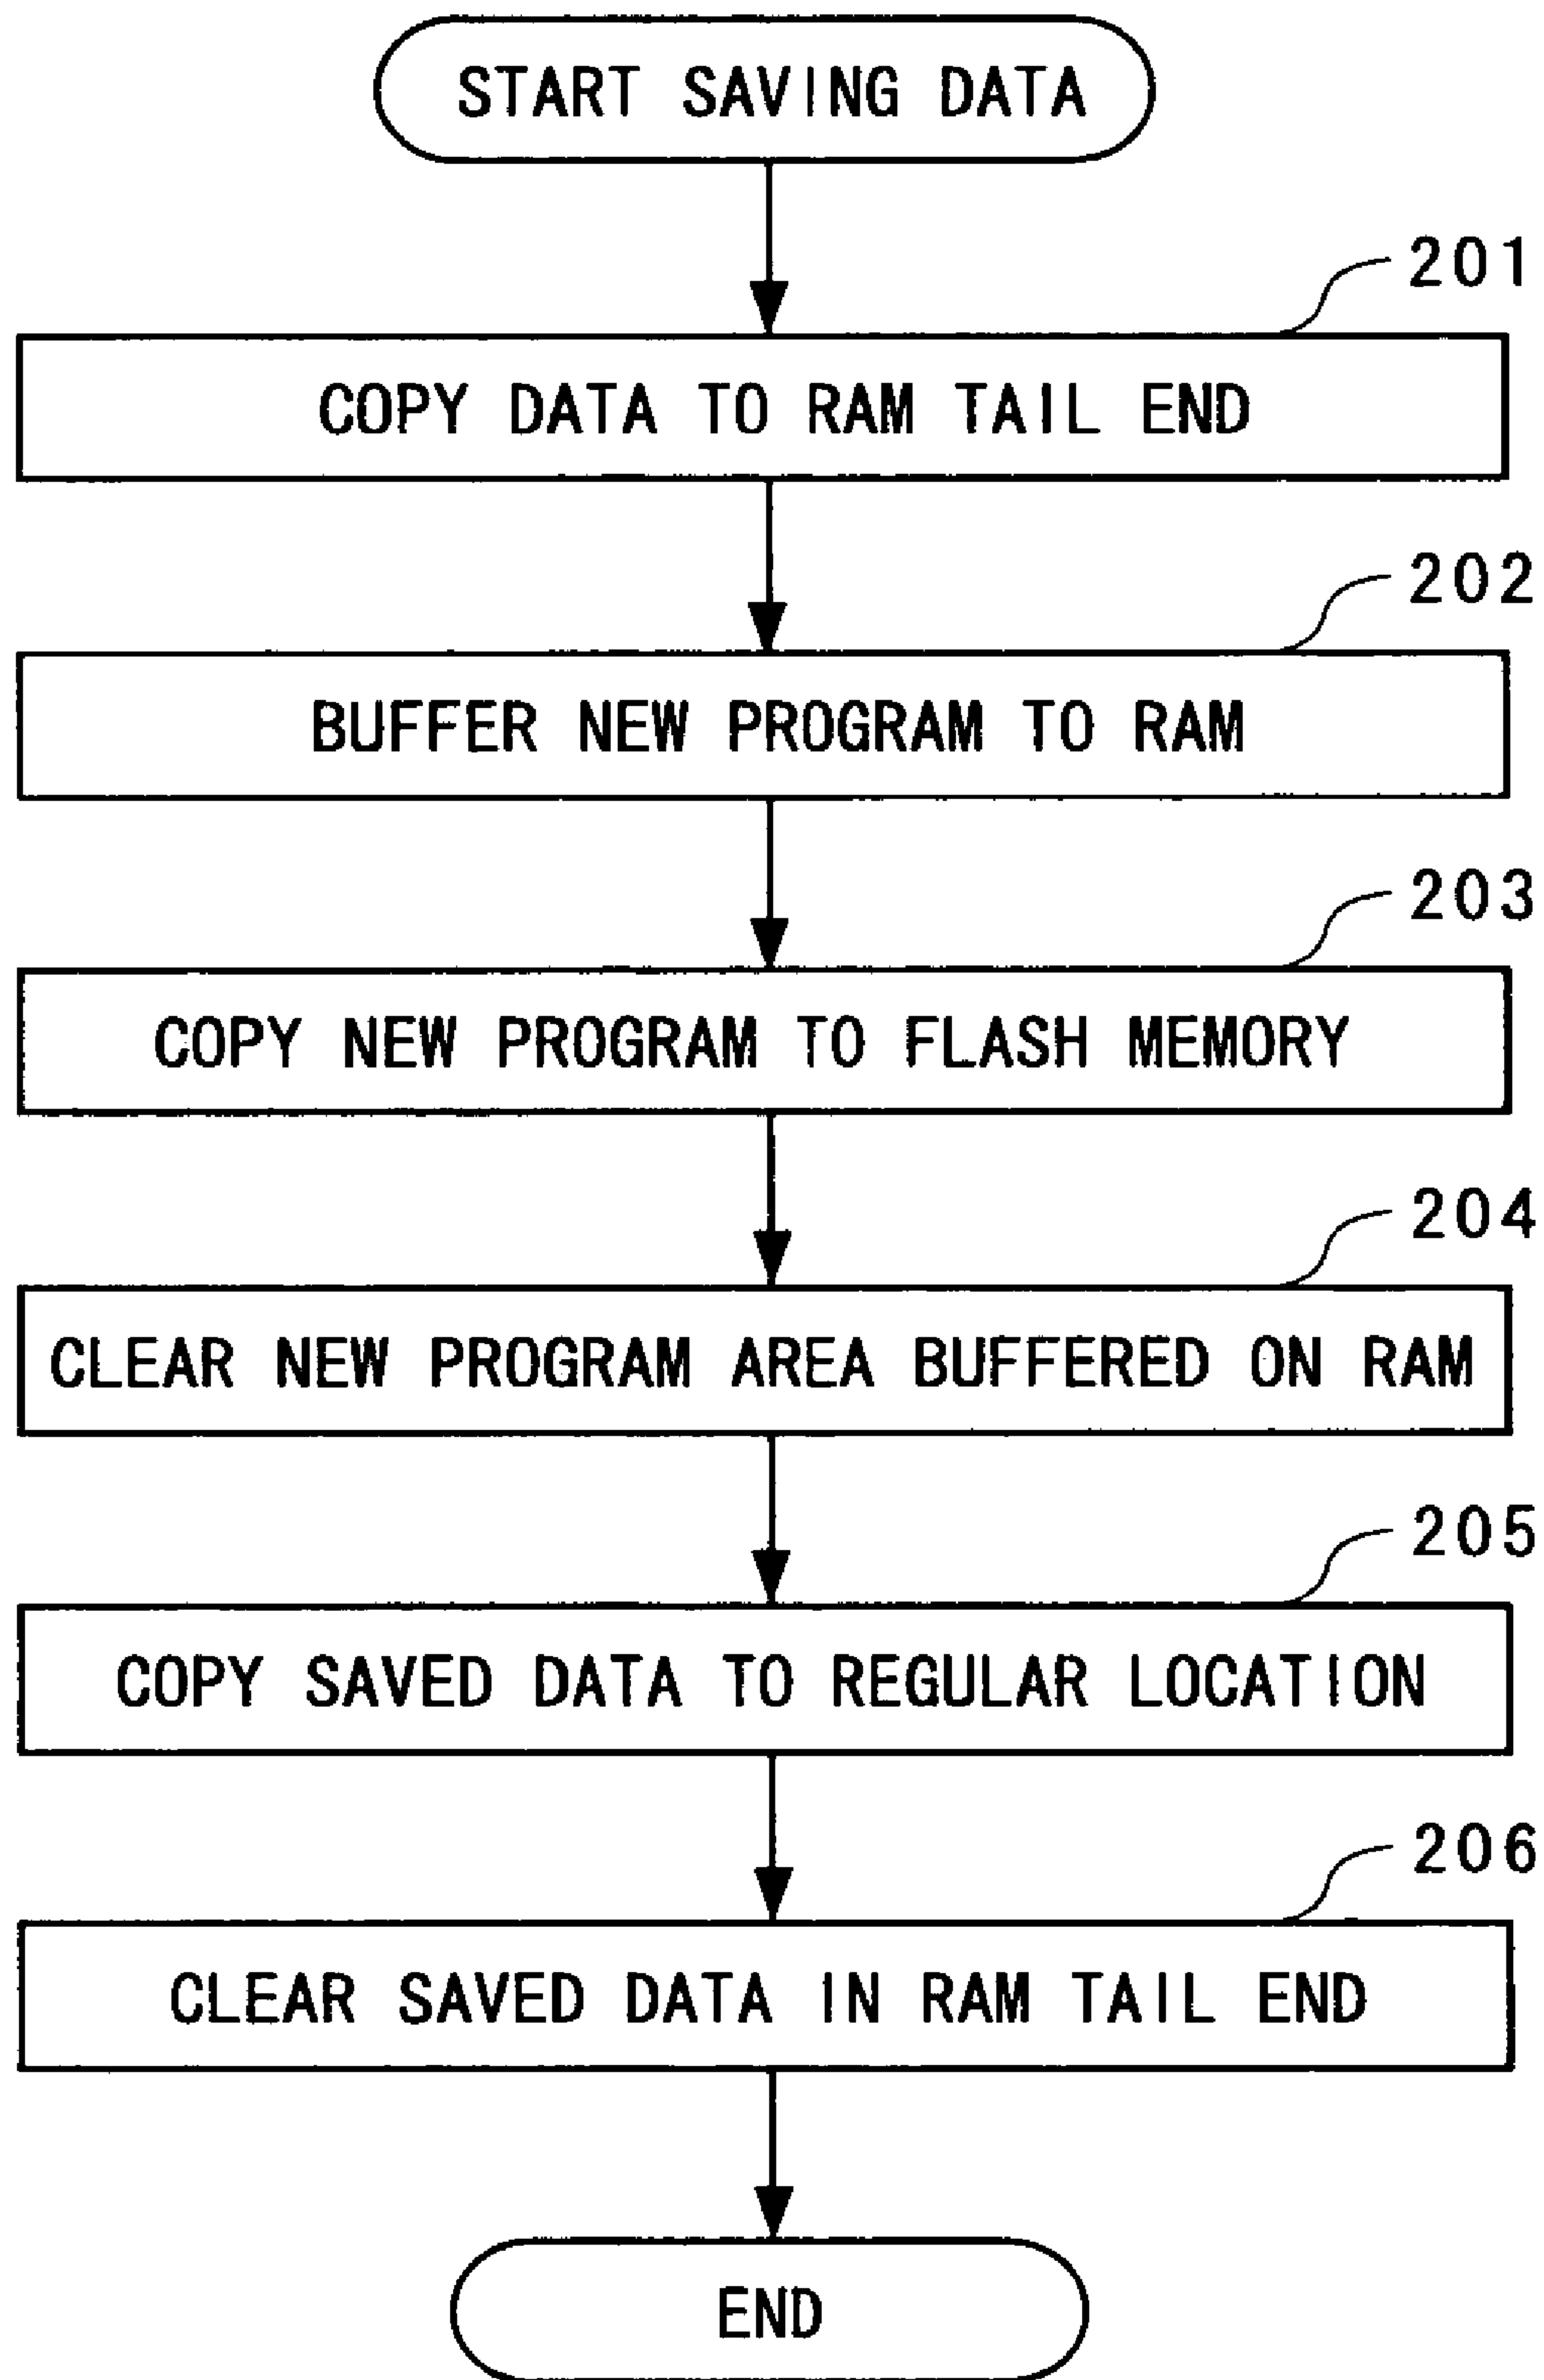 START SAVING DATA
201
COPY DATA TO RAM TAIL END
202
BUFFER NEW PROGRAM TO RAM
203
COPY NEW PROGRAM TO FLASH MEMORY
204
CLEAR NEW PROGRAM AREA BUFFERED ON RAM
205
COPY SAVED DATA TO REGULAR LOCATION
206
CLEAR SAVED DATA IN RAM TAIL END
END